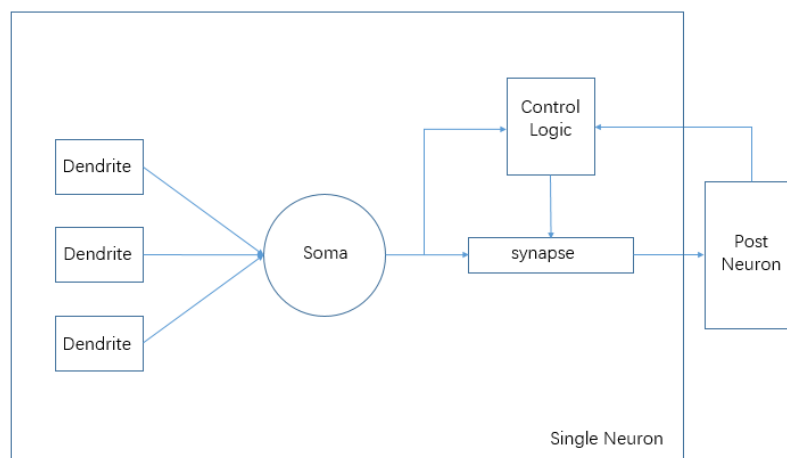 Control
Logic
Dendrite
Dendrite
Dendrite
Soma
synapse
Post
Neuron
Single Neuron